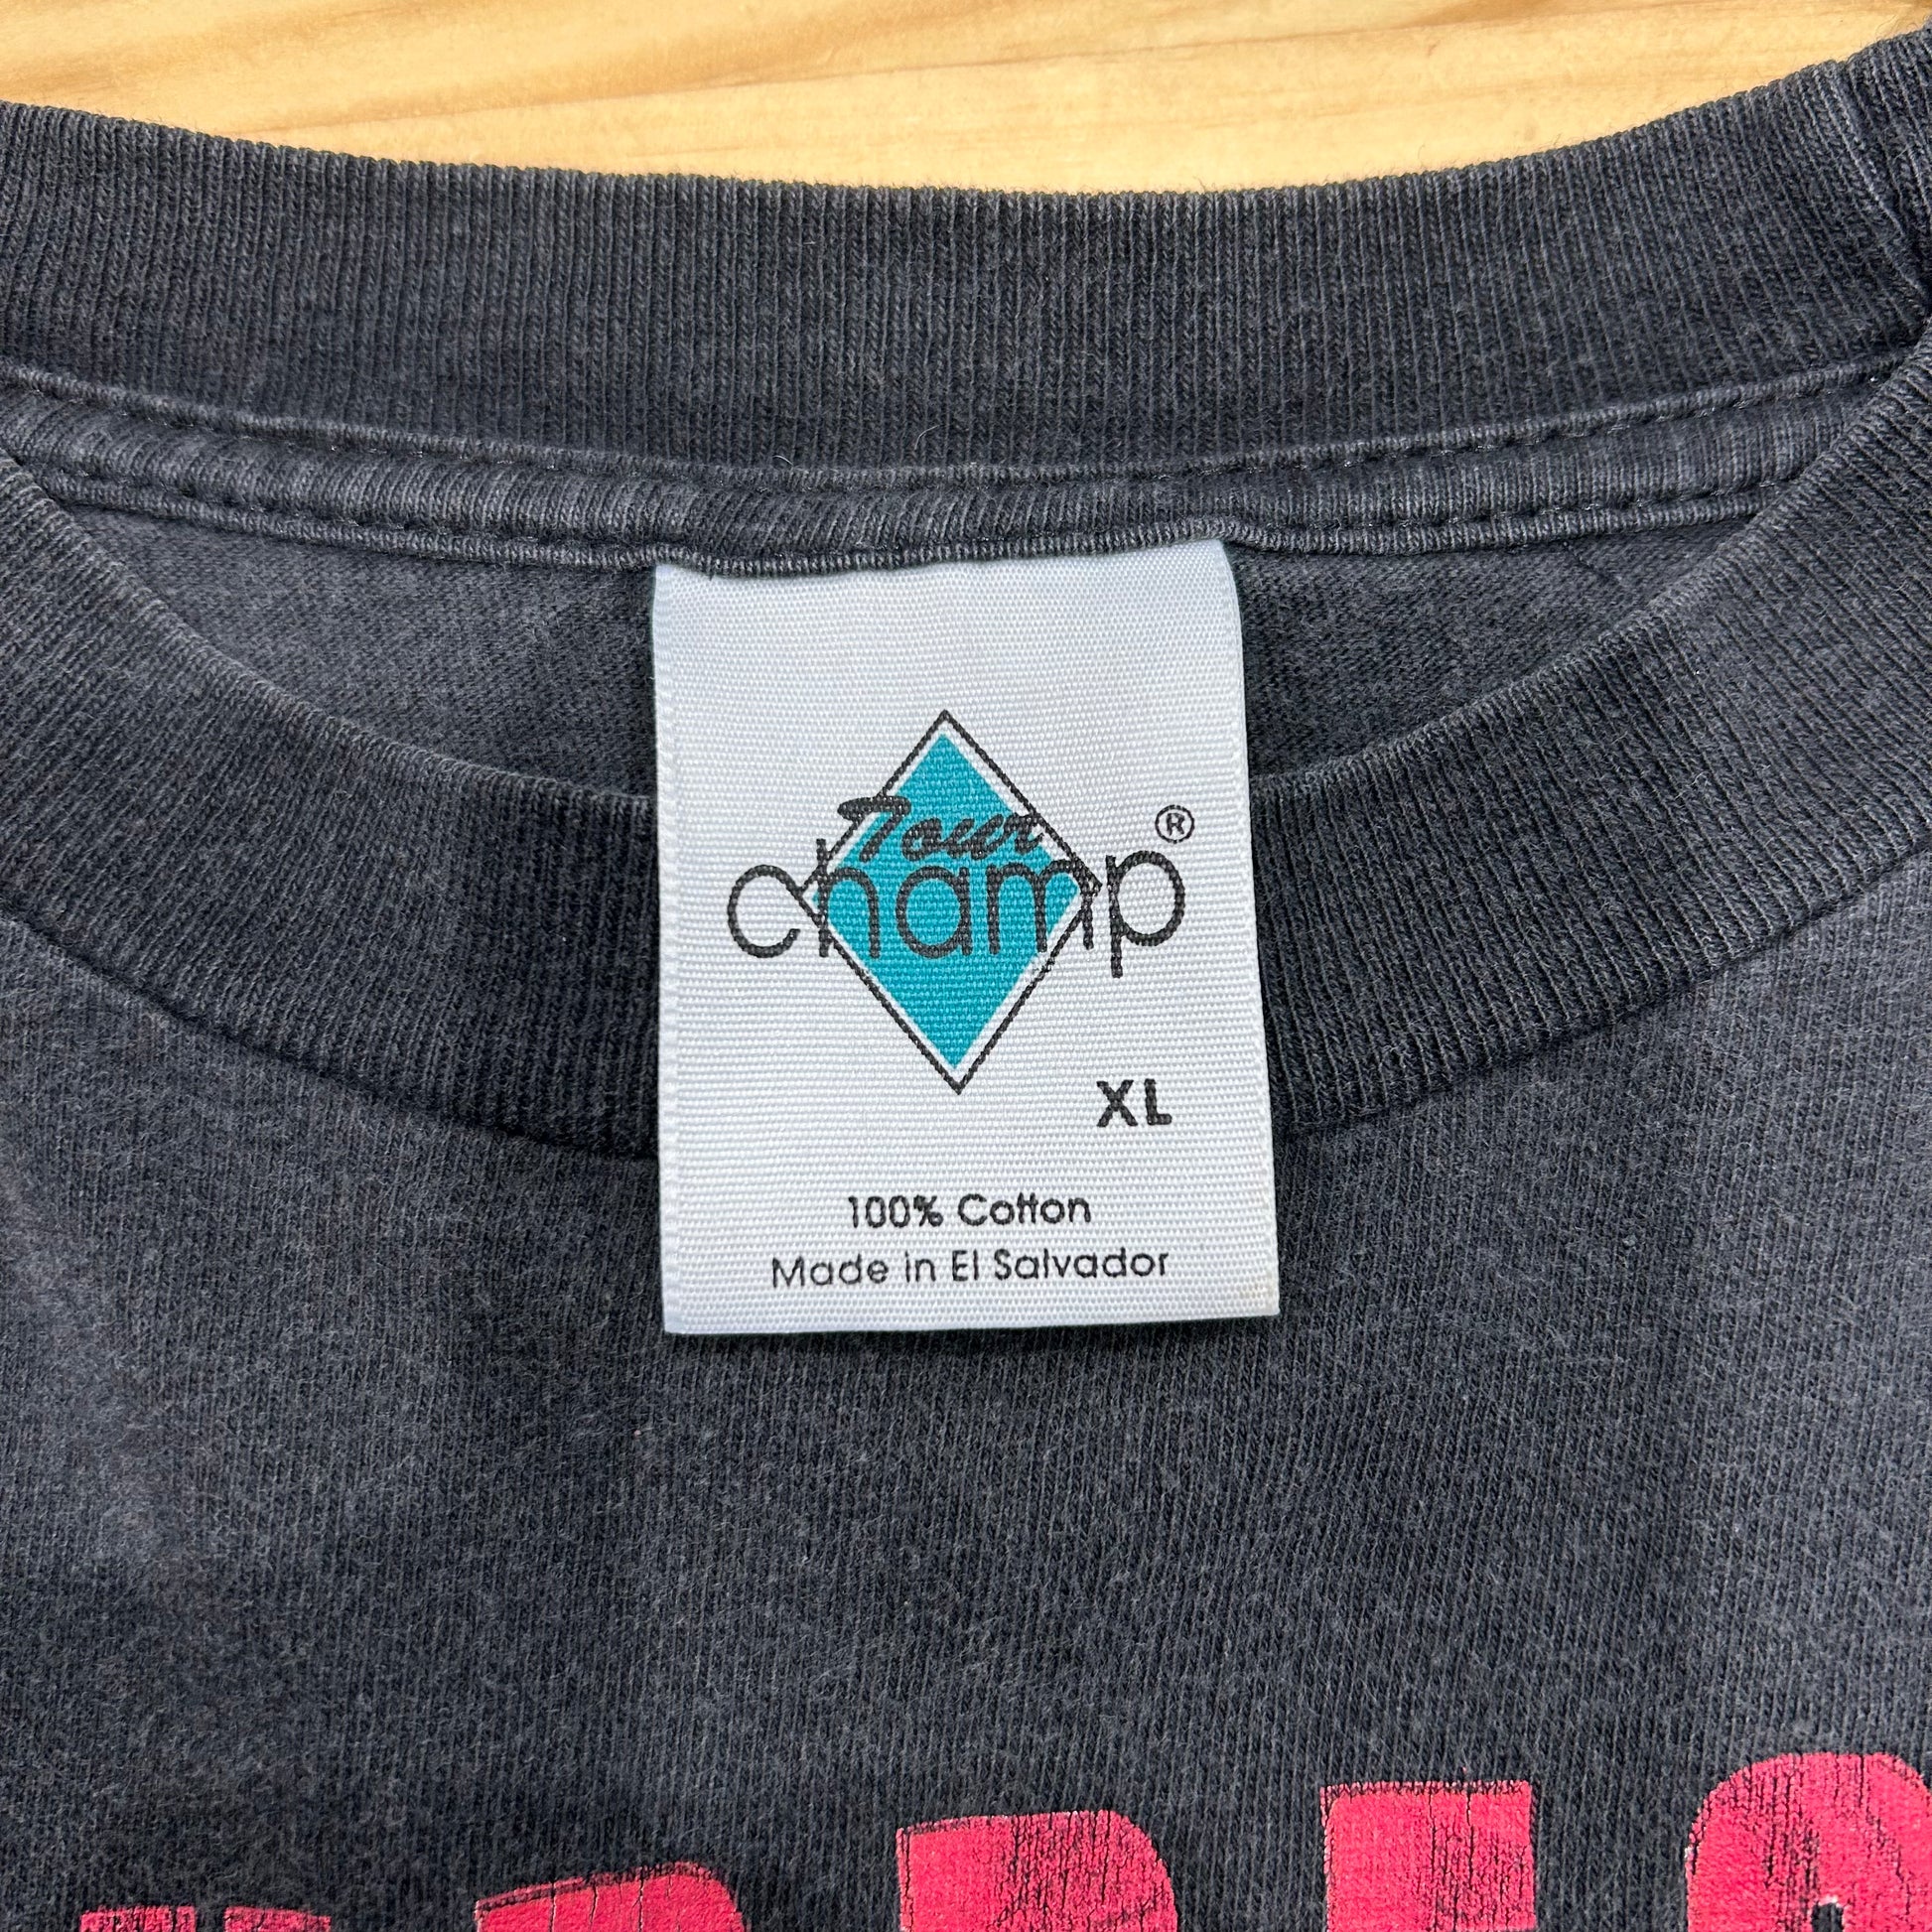 Tour
champ®
XL
100% Cotton
Made in El Salvador